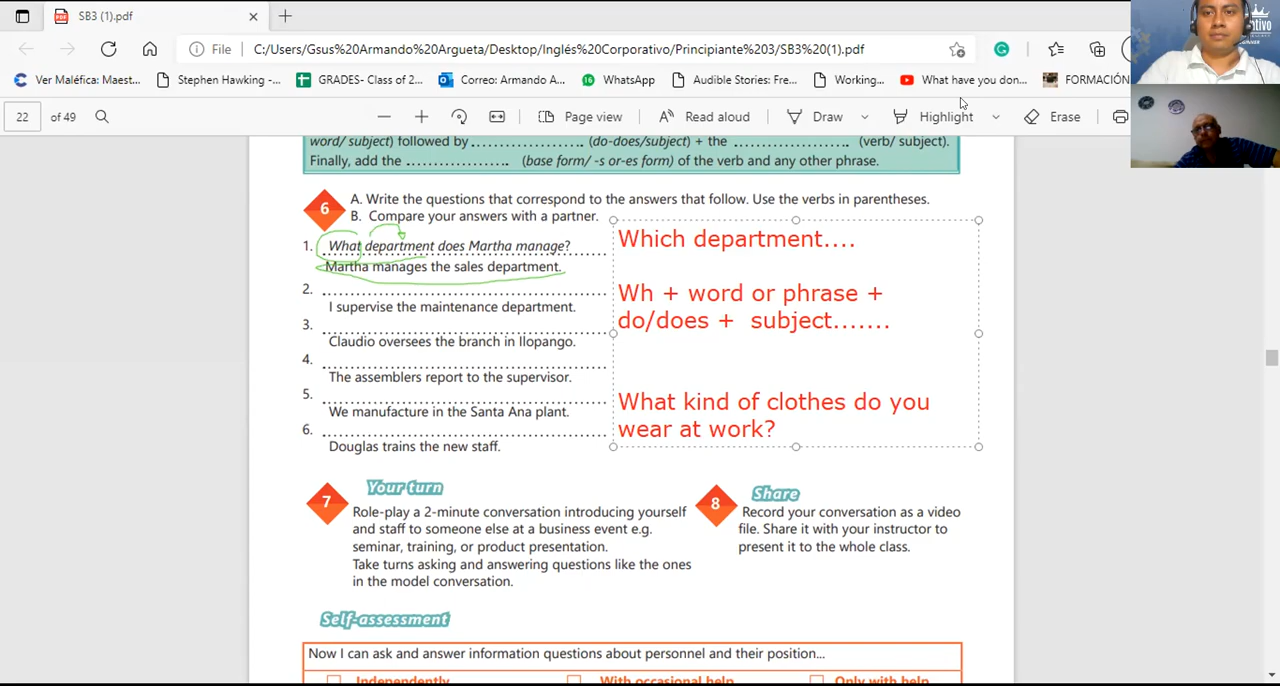 SB3 (1).pdf
File
C:/Users/Gsus%20Armando%20Argueta/Desktop/Inglés%20Corporativo/Principiante%203/SB3%20(1).pdf
Ver Maléfica: Maest...
Stephen Hawking -...
GRADES- Class of 2...
Correo: Armando A...
WhatsApp
Audible Stories: Fre...
Working...
What have you don...
FORMACIÓN
22 of 49
Page view
Read aloud
Draw
Highlight
Erase
word/ subject) followed by..................... (do-does/subject) + the ...................... (verb/ subject).
Finally, add the .................... (base form/ -s or-es form) of the verb and any other phrase.
6
A. Write the questions that correspond to the answers that follow. Use the verbs in parentheses.
B. Compare your answers with a partner.
1. What department does Martha manage?
Martha manages the sales department.
2.
I supervise the maintenance department.
3.
Claudio oversees the branch in Ilopango.
4.
The assemblers report to the supervisor.
5.
We manufacture in the Santa Ana plant.
6.
Douglas trains the new staff.
Which department....
Wh + word or phrase +
do/does + subject.......
What kind of clothes do you
wear at work?
7
Your turn
Role-play a 2-minute conversation introducing yourself
and staff to someone else at a business event e.g.
seminar, training, or product presentation.
Take turns asking and answering questions like the ones
in the model conversation.
8
Share
Record your conversation as a video
file. Share it with your instructor to
present it to the whole class.
Self-assessment
Now I can ask and answer information questions about personnel and their position...
Independently
With occasional help
Only with help